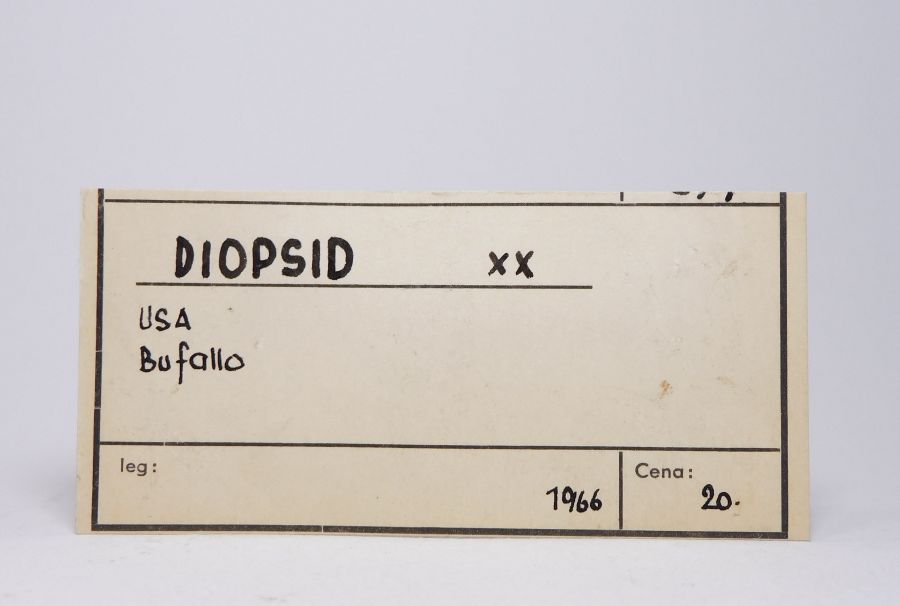 DIOPSID xx
USA
Bufallo
leg:
1966
Cena:
20.